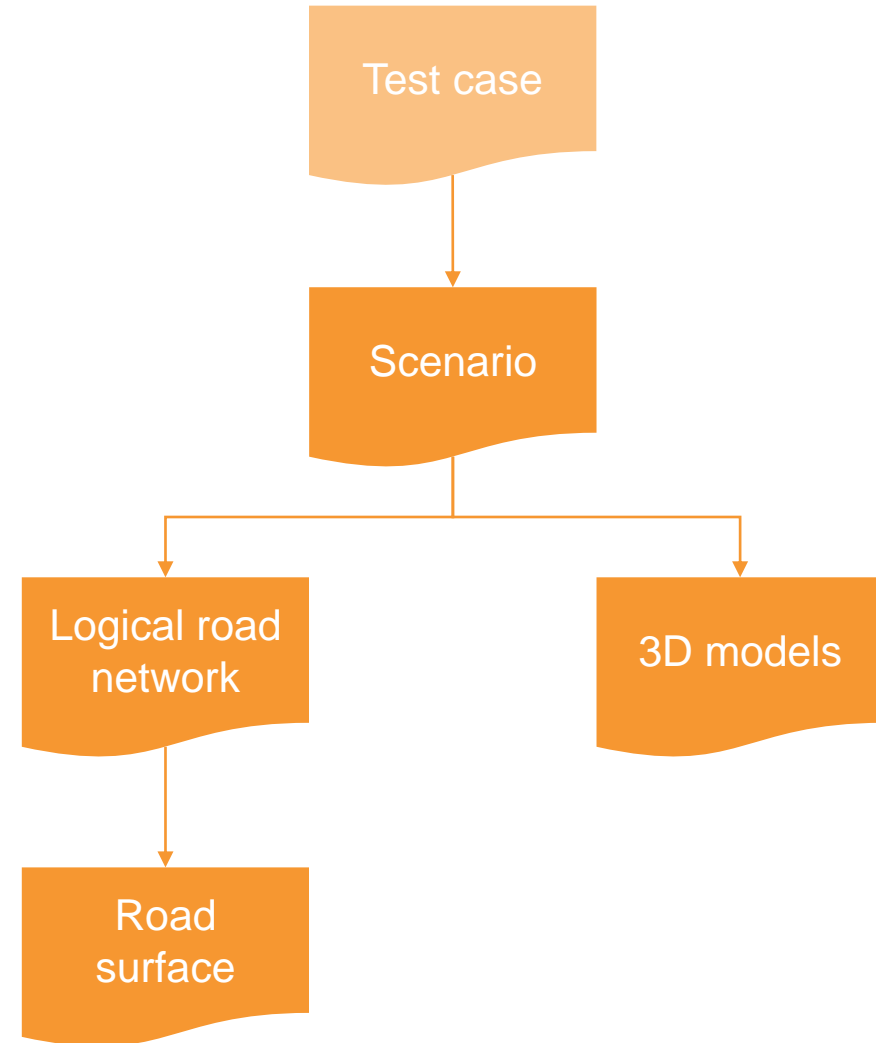 Test case
Scenario
Logical road
network
3D models
Road
surface